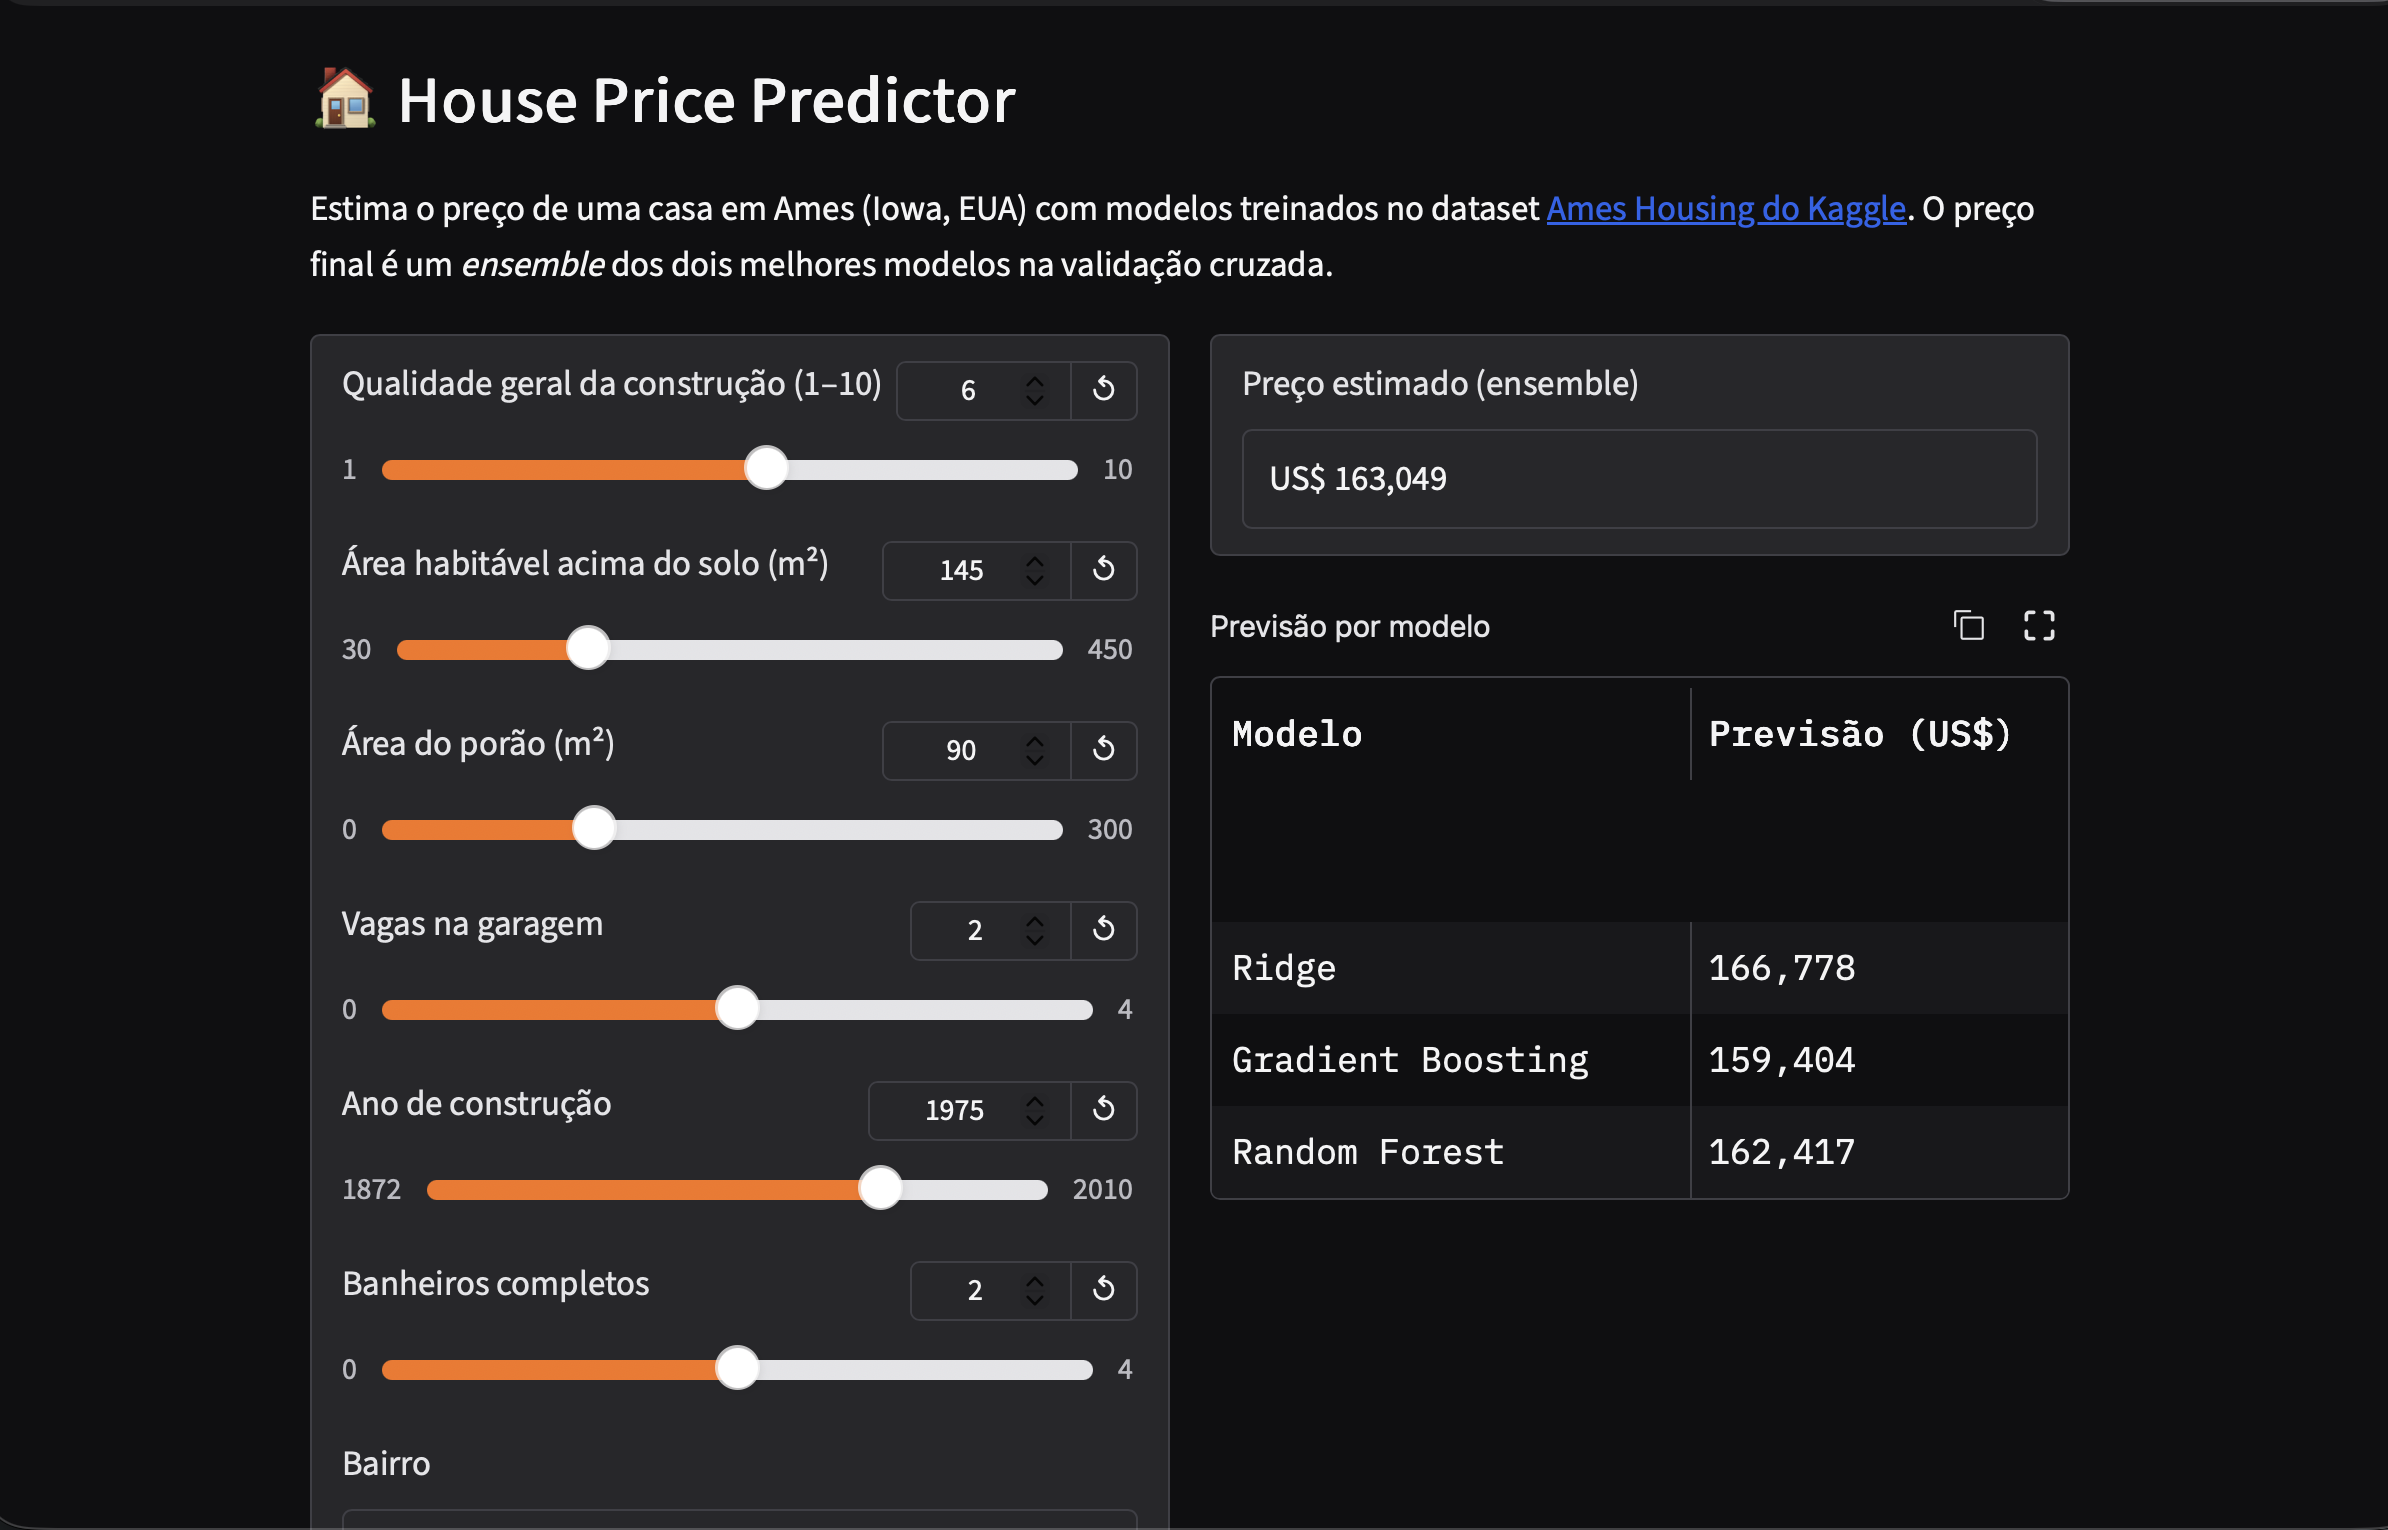 House Price Predictor
Estima o preço de uma casa em Ames (Iowa, EUA) com modelos treinados no dataset Ames Housing do Kaggle. O preço
final é um ensemble dos dois melhores modelos na validação cruzada.
Qualidade geral da construção (1–10) 6
1 10
Área habitável acima do solo (m²) 145
30 450
Área do porão (m²) 90
0 300
Vagas na garagem 2
0 4
Ano de construção 1975
1872 2010
Banheiros completos 2
0 4
Bairro
Preço estimado (ensemble)
US$ 163,049
Previsão por modelo
Modelo Previsão (US$)
Ridge 166,778
Gradient Boosting 159,404
Random Forest 162,417